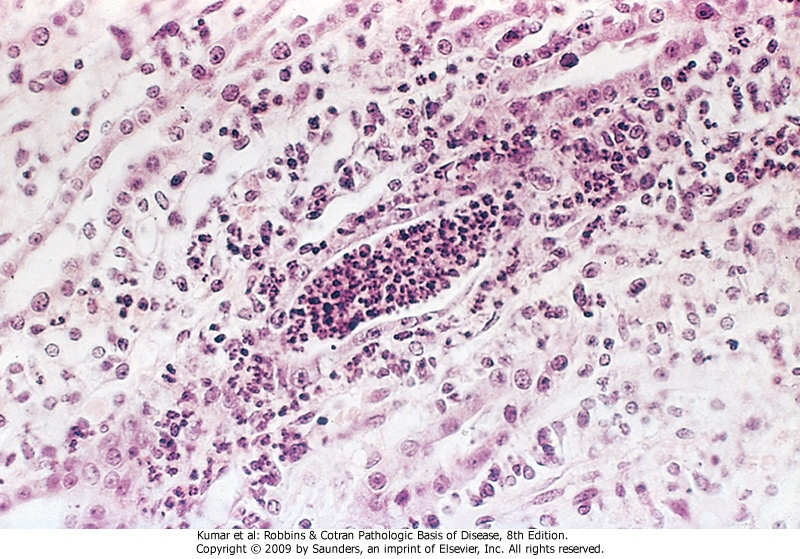 Kumar et al: Robbins & Cotran Pathologic Basis of Disease, 8th Edition.
Copyright © 2009 by Saunders, an imprint of Elsevier, Inc. All rights reserved.